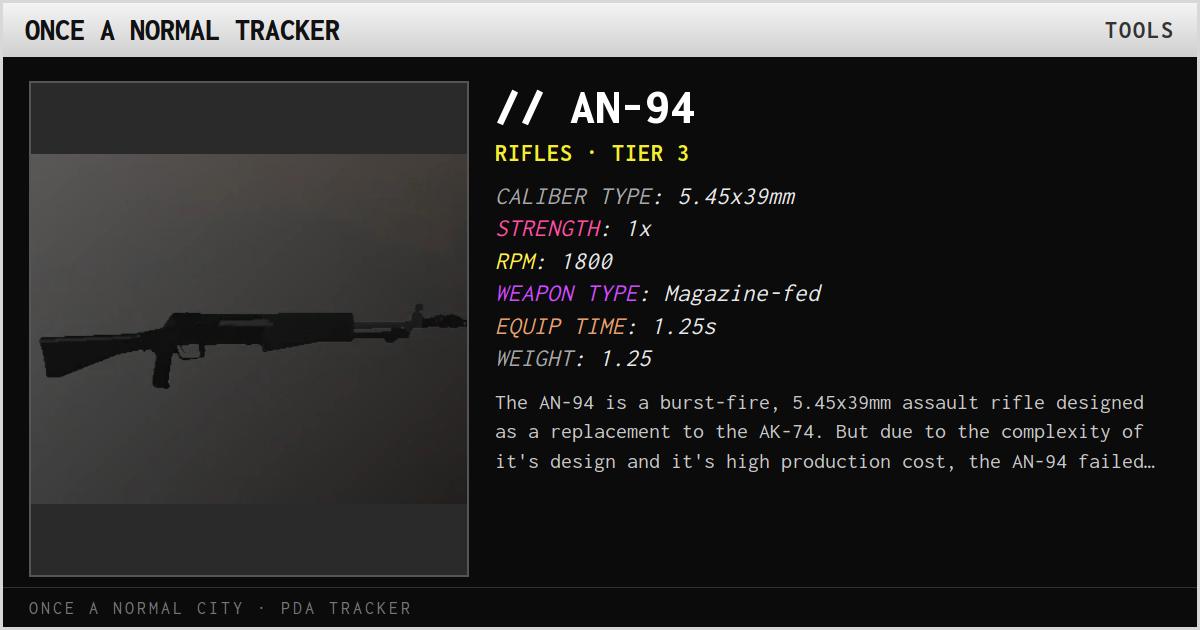 ONCE A NORMAL TRACKER
TOOLS
// AN-94
RIFLES · TIER 3
CALIBER TYPE: 5.45x39mm
STRENGTH: 1x
RPM: 1800
WEAPON TYPE: Magazine-fed
EQUIP TIME: 1.25s
WEIGHT: 1.25
The AN-94 is a burst-fire, 5.45x39mm assault rifle designed
as a replacement to the AK-74. But due to the complexity of
it's design and it's high production cost, the AN-94 failed…
ONCE A NORMAL CITY · PDA TRACKER